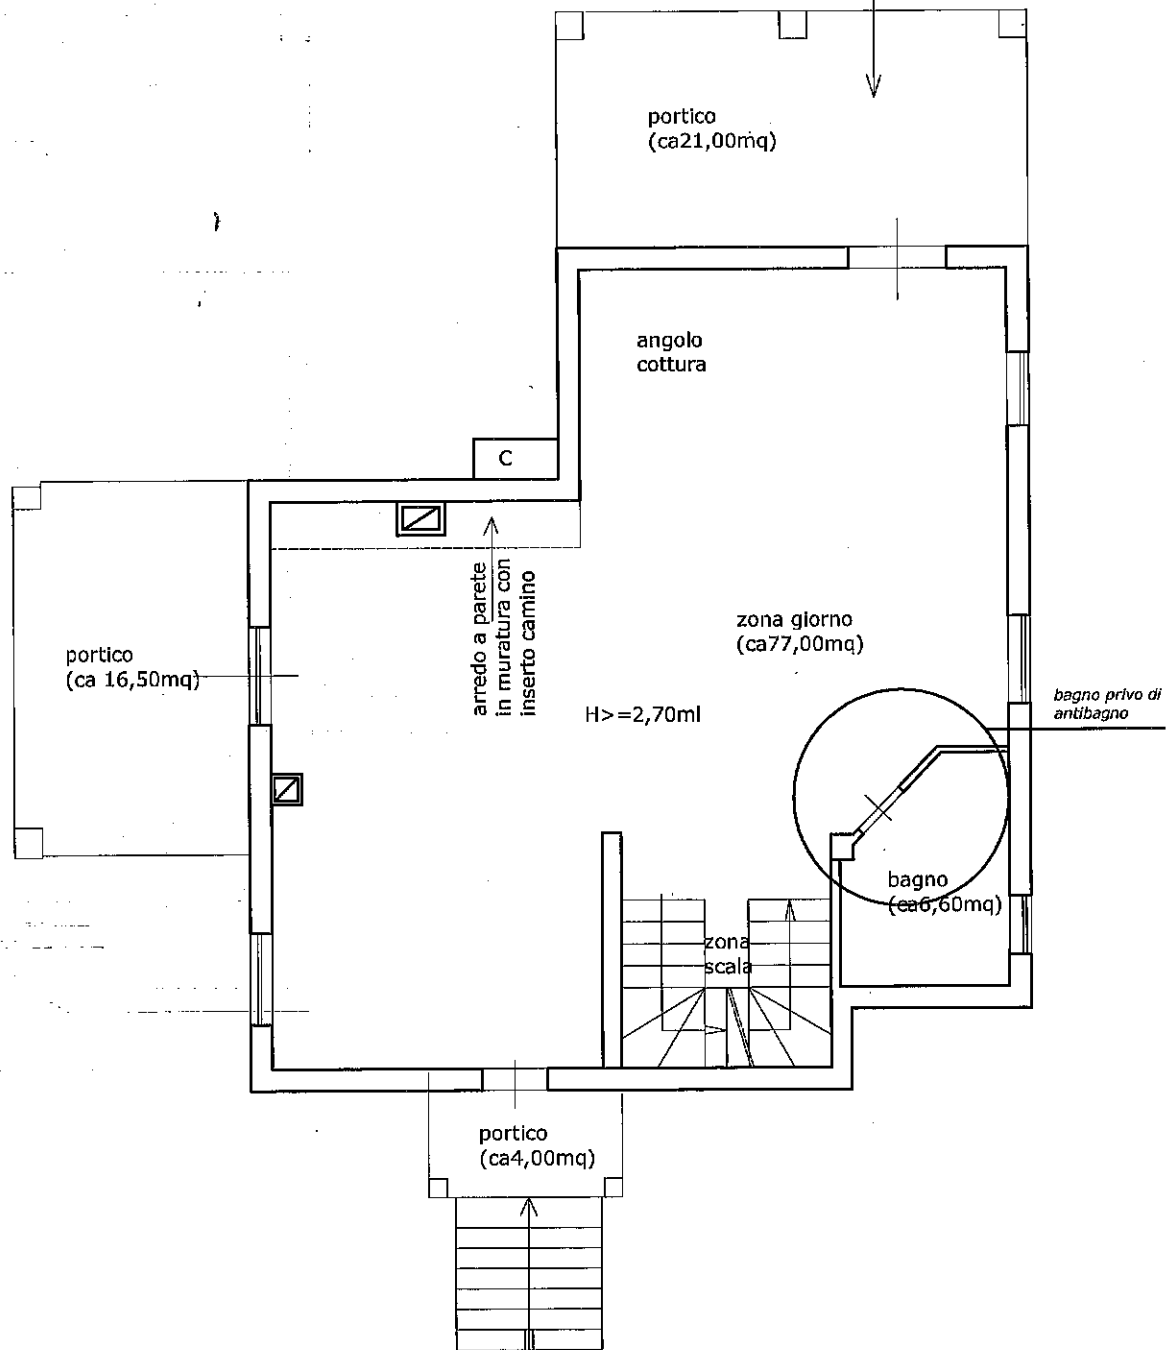 portico
(ca21,00mq)
angolo
cottura
C
arredo a parete
in muratura con
inserto camino
zona giorno
(ca77,00mq)
portico
(ca 16,50mq)
bagno privo di
antibagno
H>=2,70ml
bagno
(ca6,60mq)
zona
scala
portico
(ca4,00mq)